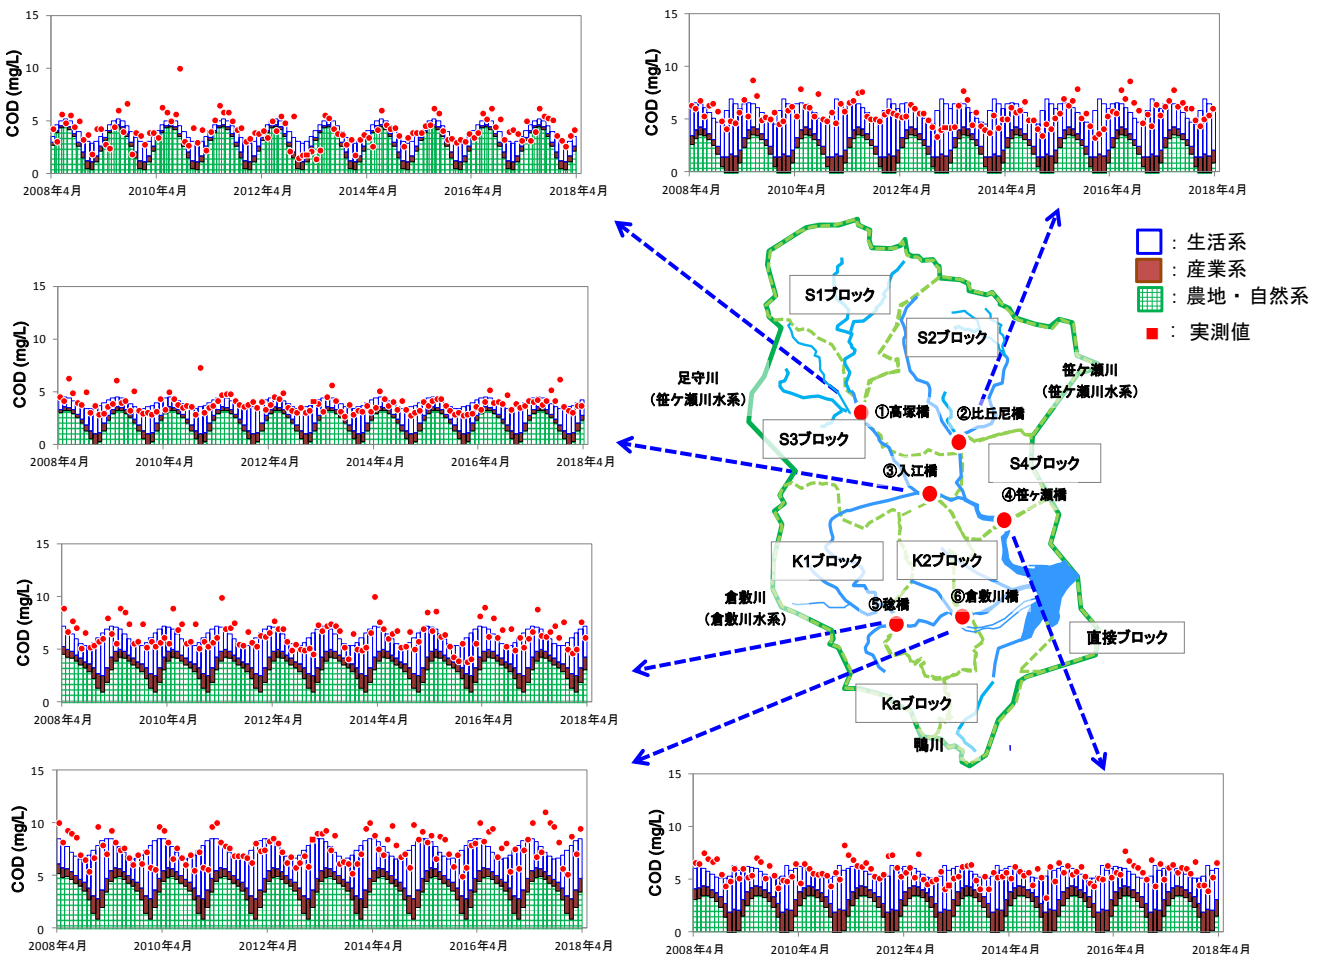 15
10
5
0
COD (mg/L)
2008年4月 2010年4月 2012年4月 2014年4月 2016年4月 2018年4月
15
10
5
0
COD (mg/L)
2008年4月 2010年4月 2012年4月 2014年4月 2016年4月 2018年4月
：生活系
：産業系
：農地・自然系
：実測値
S1ブロック
S2ブロック
笹ケ瀬川
（笹ケ瀬川水系）
足守川
（笹ケ瀬川水系）
①高塚橋
②比丘尼橋
S3ブロック
③入江橋
S4ブロック
④笹ヶ瀬橋
K1ブロック
K2ブロック
倉敷川
（倉敷川水系）
⑤稔橋
⑥倉敷川橋
直接ブロック
Kaブロック
鴨川
15
10
5
0
COD (mg/L)
2008年4月 2010年4月 2012年4月 2014年4月 2016年4月 2018年4月
15
10
5
0
COD (mg/L)
2008年4月 2010年4月 2012年4月 2014年4月 2016年4月 2018年4月
15
10
5
0
COD (mg/L)
2008年4月 2010年4月 2012年4月 2014年4月 2016年4月 2018年4月
15
10
5
0
COD (mg/L)
2008年4月 2010年4月 2012年4月 2014年4月 2016年4月 2018年4月